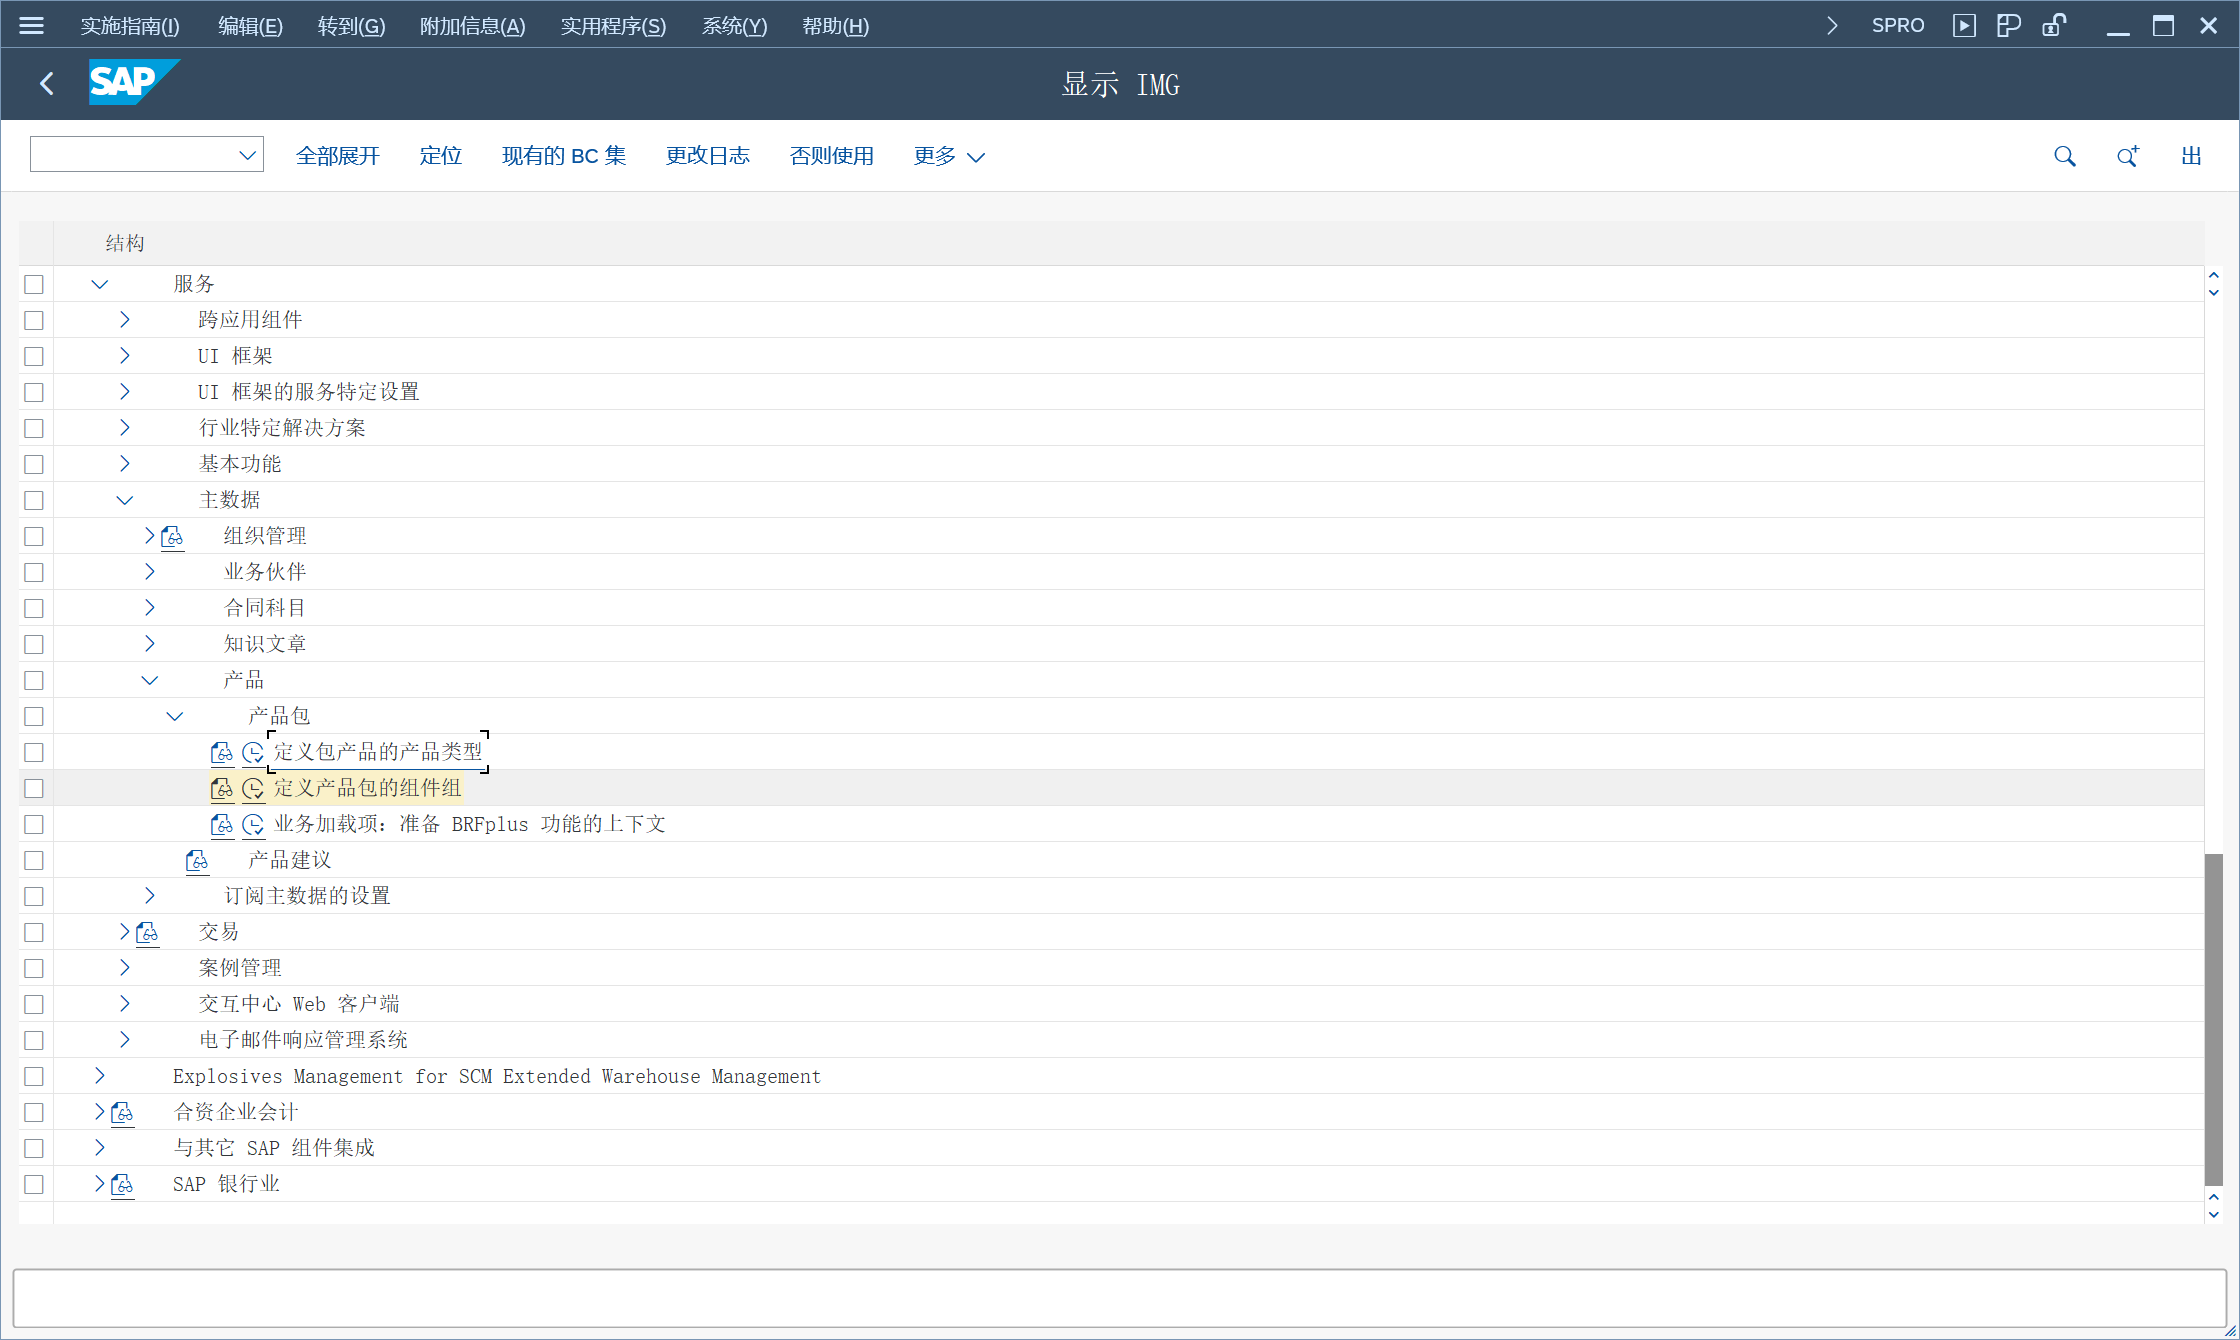 实施指南(I) 编辑(E) 转到(G) 附加信息(A) 实用程序(S) 系统(Y) 帮助(H) SPRO
SAP 显示 IMG
全部展开 定位 现有的 BC 集 更改日志 否则使用 更多 出
结构
服务
跨应用组件
UI 框架
UI 框架的服务特定设置
行业特定解决方案
基本功能
主数据
组织管理
业务伙伴
合同科目
知识文章
产品
产品包
定义包产品的产品类型
定义产品包的组件组
业务加载项：准备 BRFplus 功能的上下文
产品建议
订阅主数据的设置
交易
案例管理
交互中心 Web 客户端
电子邮件响应管理系统
Explosives Management for SCM Extended Warehouse Management
合资企业会计
与其它 SAP 组件集成
SAP 银行业